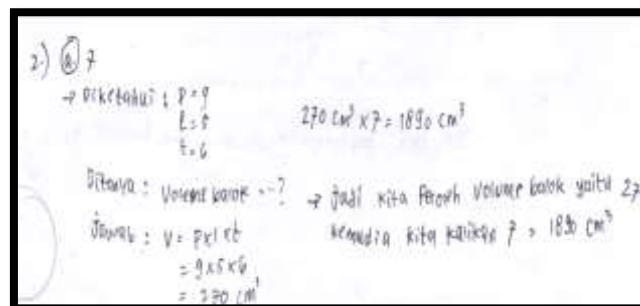 2.) a. 7
→ Diketahui : P = 9
l = 5
t = 6
270 cm³ x 7 = 1890 cm³
Ditanya : Volume balok --?
Jawab : V = P x l x t
= 9 x 5 x 6
= 270 cm³
→ Jadi kita Peroleh Volume balok yaitu 27
kemudia kita kalikan 7 = 1890 cm³